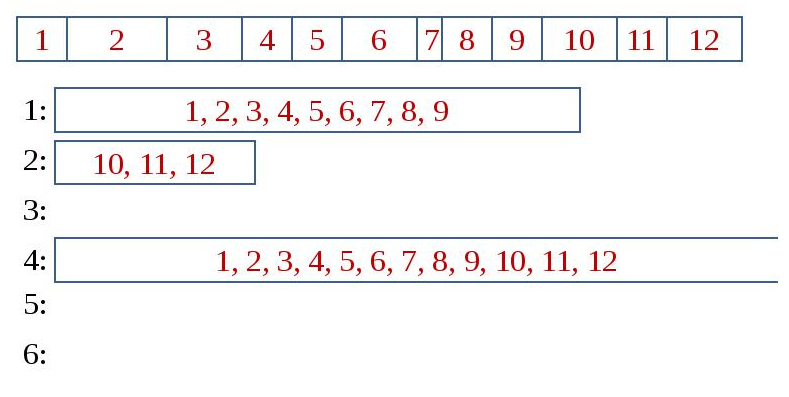 1 2 3 4 5 6 7 8 9 10 11 12
1: 1, 2, 3, 4, 5, 6, 7, 8, 9
2: 10, 11, 12
3:
4: 1, 2, 3, 4, 5, 6, 7, 8, 9, 10, 11, 12
5:
6: